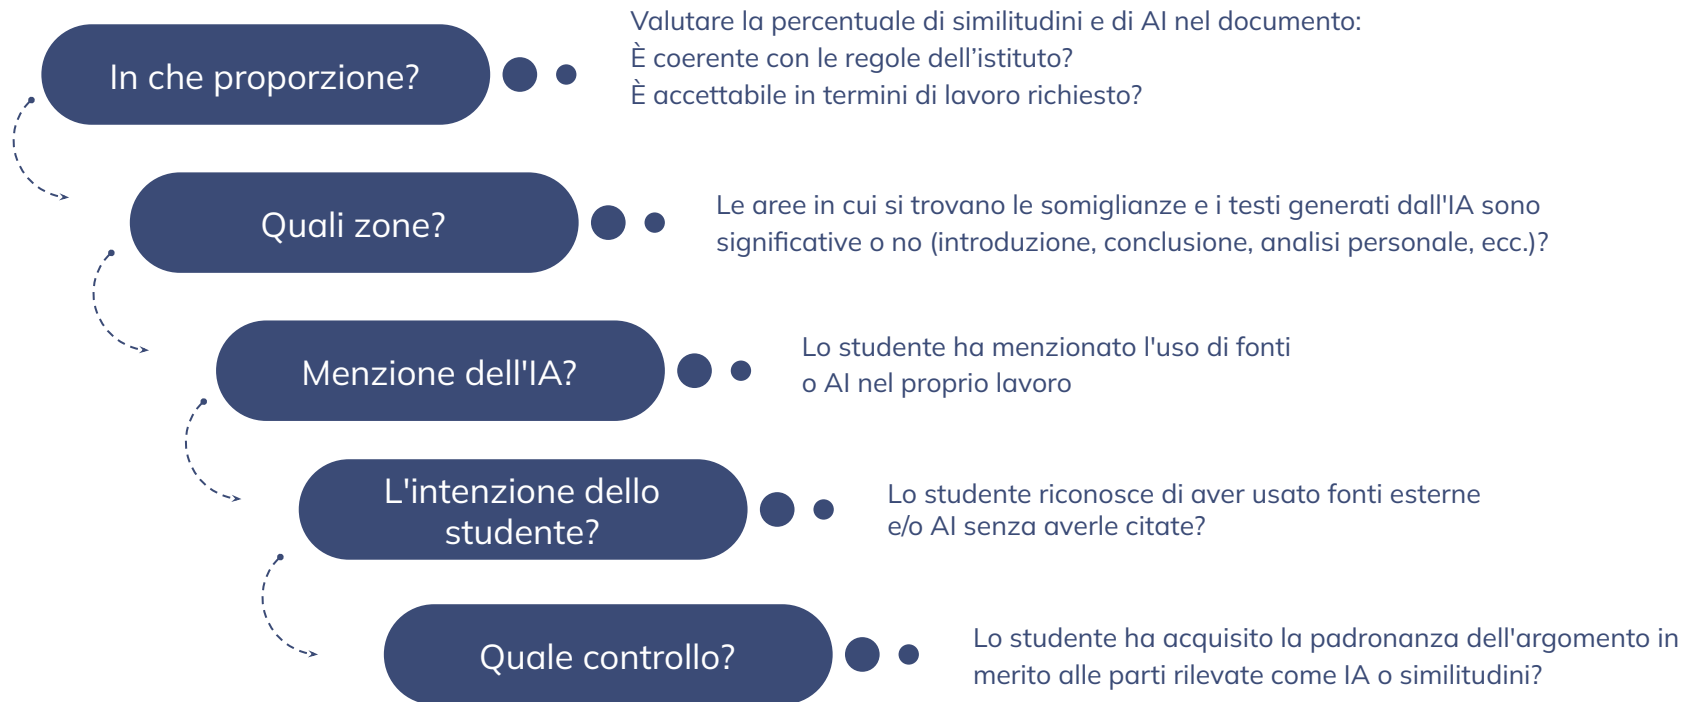 In che proporzione?
Valutare la percentuale di similitudini e di AI nel documento:
È coerente con le regole dell’istituto?
È accettabile in termini di lavoro richiesto?
Quali zone?
Le aree in cui si trovano le somiglianze e i testi generati dall'IA sono
significative o no (introduzione, conclusione, analisi personale, ecc.)?
Menzione dell'IA?
Lo studente ha menzionato l'uso di fonti
o AI nel proprio lavoro
L'intenzione dello
studente?
Lo studente riconosce di aver usato fonti esterne
e/o AI senza averle citate?
Quale controllo?
Lo studente ha acquisito la padronanza dell'argomento in
merito alle parti rilevate come IA o similitudini?